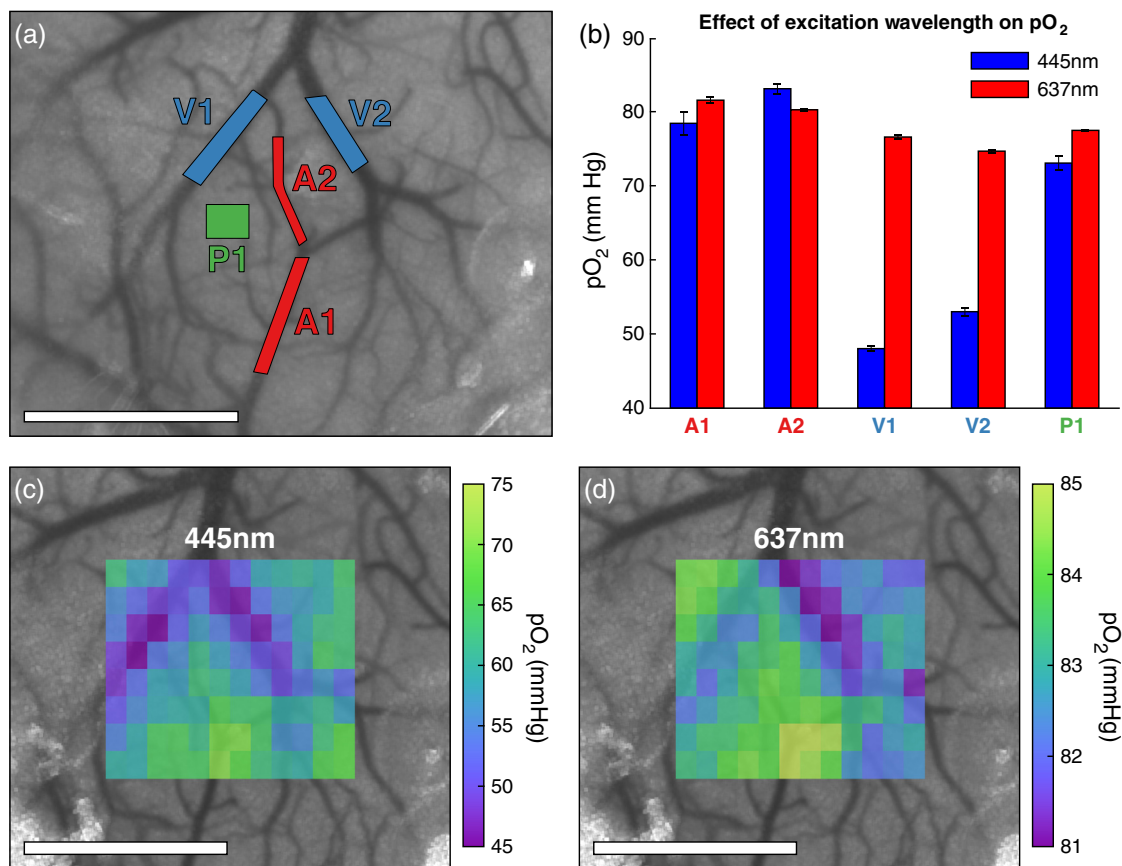 (a)
V1
V2
A2
P1
A1
(b)
Effect of excitation wavelength on pO2
445nm
637nm
pO2 (mm Hg)
90
80
70
60
50
40
A1
A2
V1
V2
P1
(c)
445nm
75
70
65
60
55
50
45
pO2 (mmHg)
(d)
637nm
85
84
83
82
81
pO2 (mmHg)